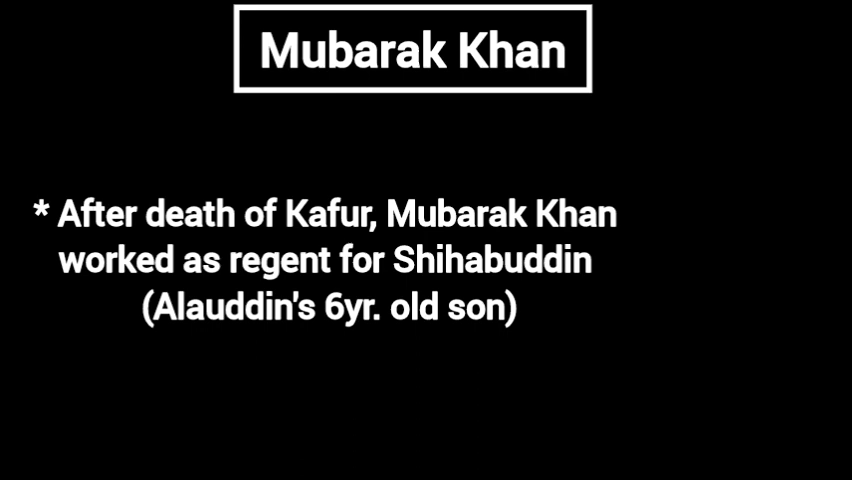 Mubarak Khan
* After death of Kafur, Mubarak Khan
worked as regent for Shihabuddin
(Alauddin's 6yr. old son)